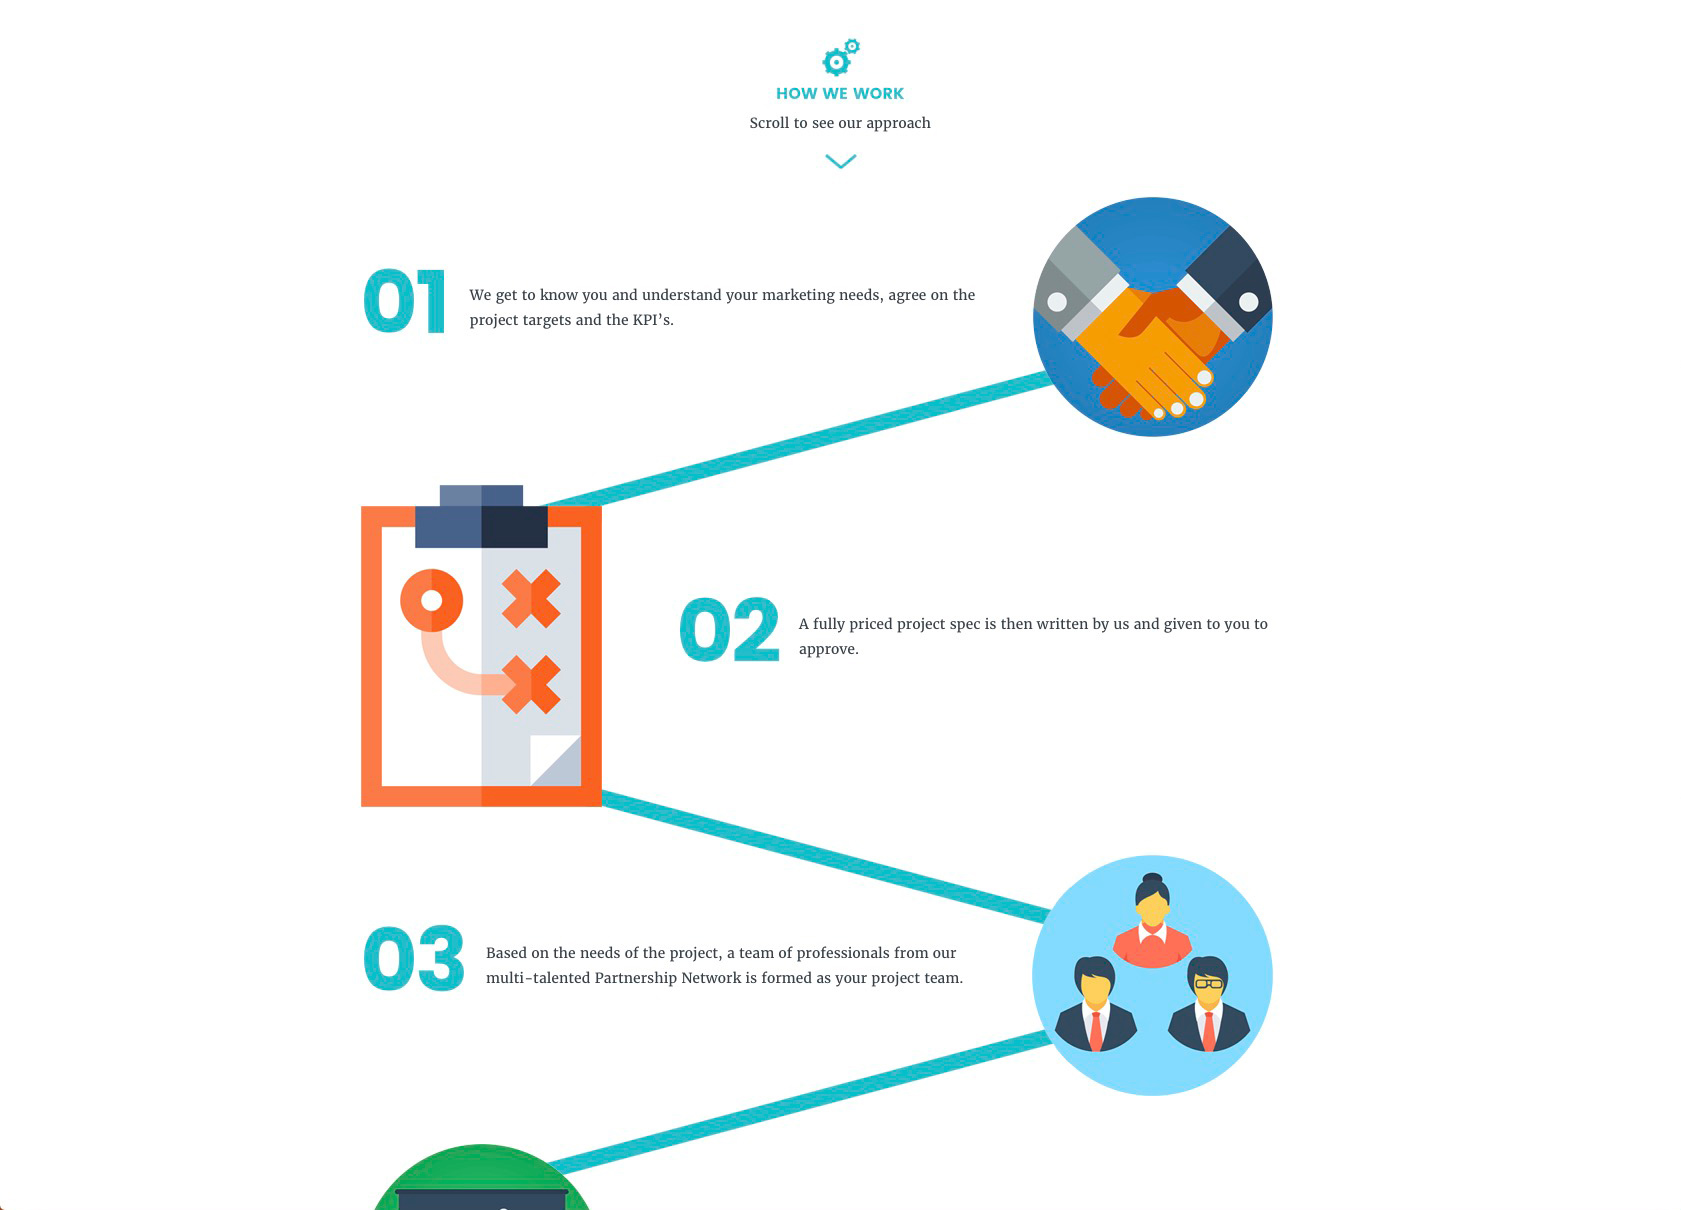 HOW WE WORK
Scroll to see our approach
01
We get to know you and understand your marketing needs, agree on the
project targets and the KPI’s.
02
A fully priced project spec is then written by us and given to you to
approve.
03
Based on the needs of the project, a team of professionals from our
multi-talented Partnership Network is formed as your project team.